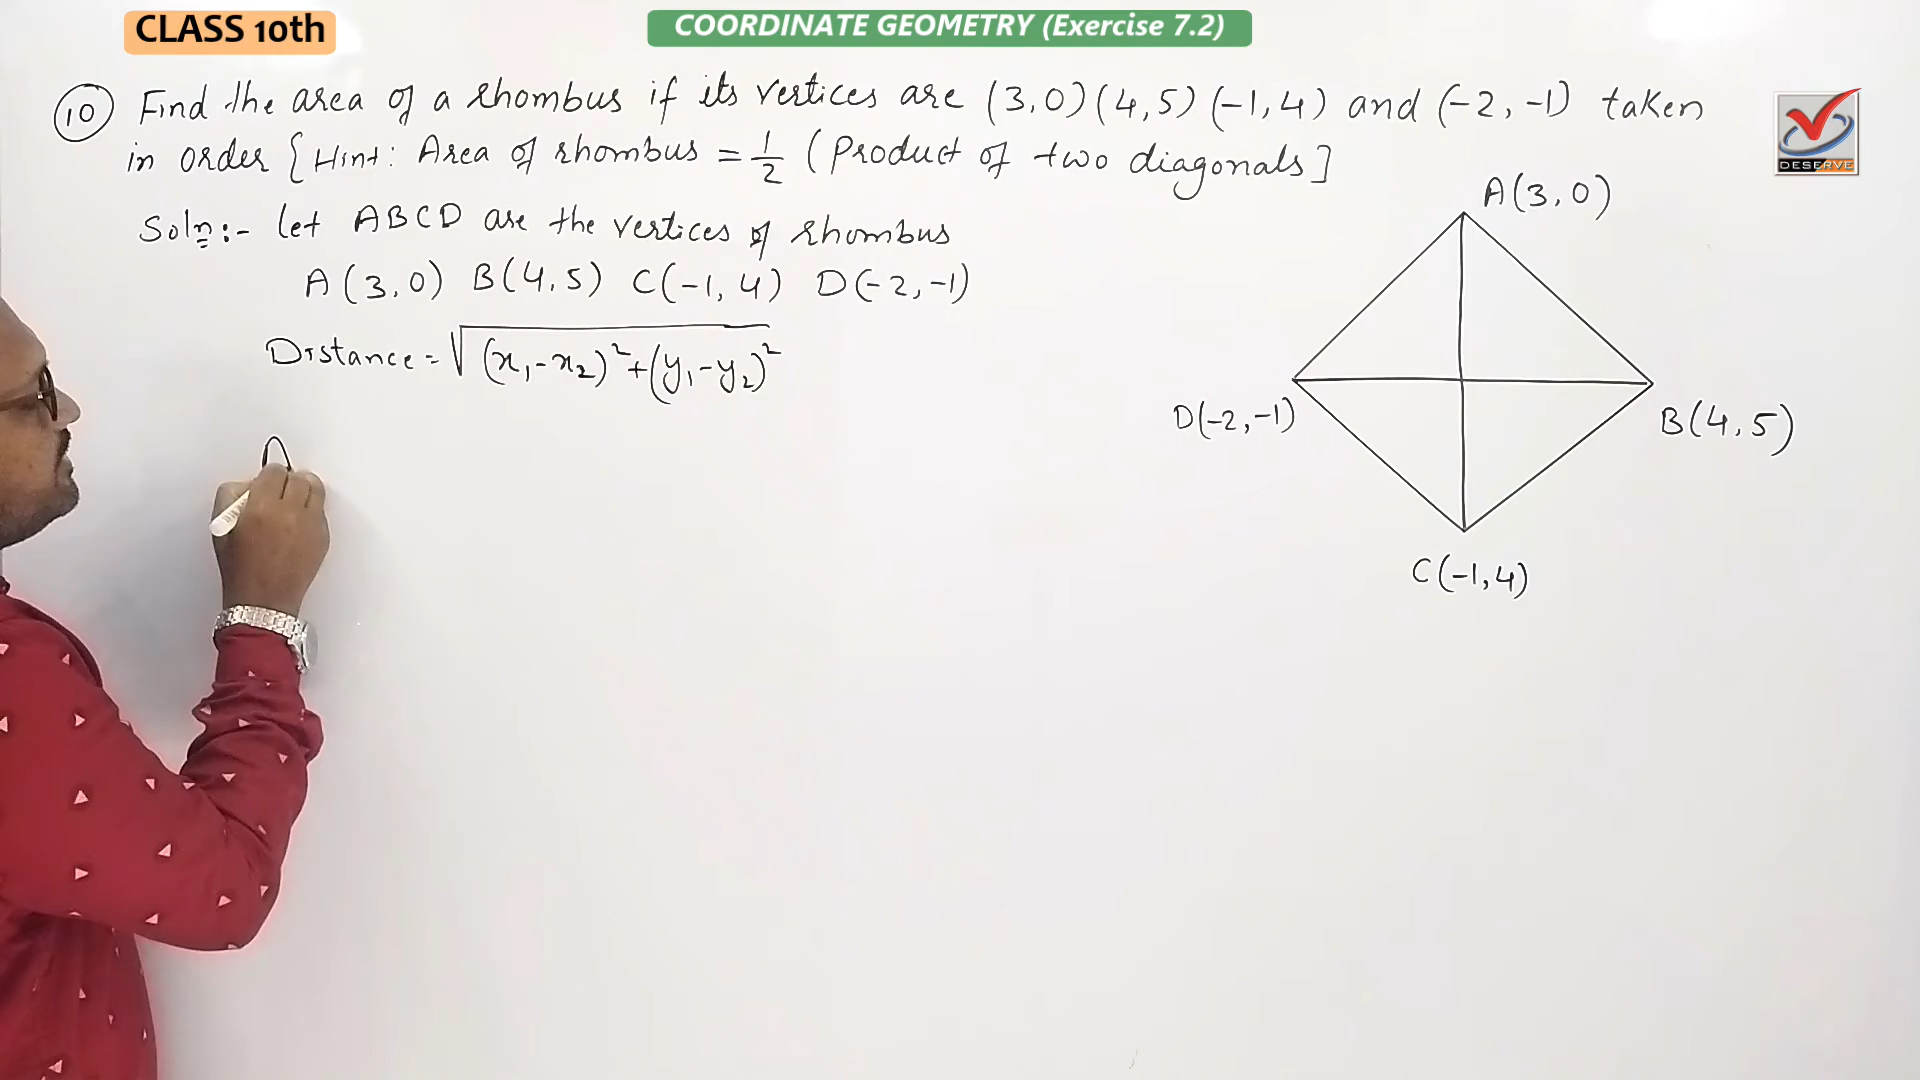 CLASS 10th
COORDINATE GEOMETRY (Exercise 7.2)
10 Find the area of a rhombus if its vertices are (3,0) (4,5) (-1,4) and (-2,-1) taken
in order {Hint: Area of rhombus = 1/2 (Product of two diagonals]
Soln:- let ABCD are the vertices of rhombus
A(3,0) B(4,5) C(-1,4) D(-2,-1)
Distance = √(x₁-x₂)²+(y₁-y₂)²
A(3,0)
D(-2,-1)
B(4,5)
C(-1,4)
DESERVE